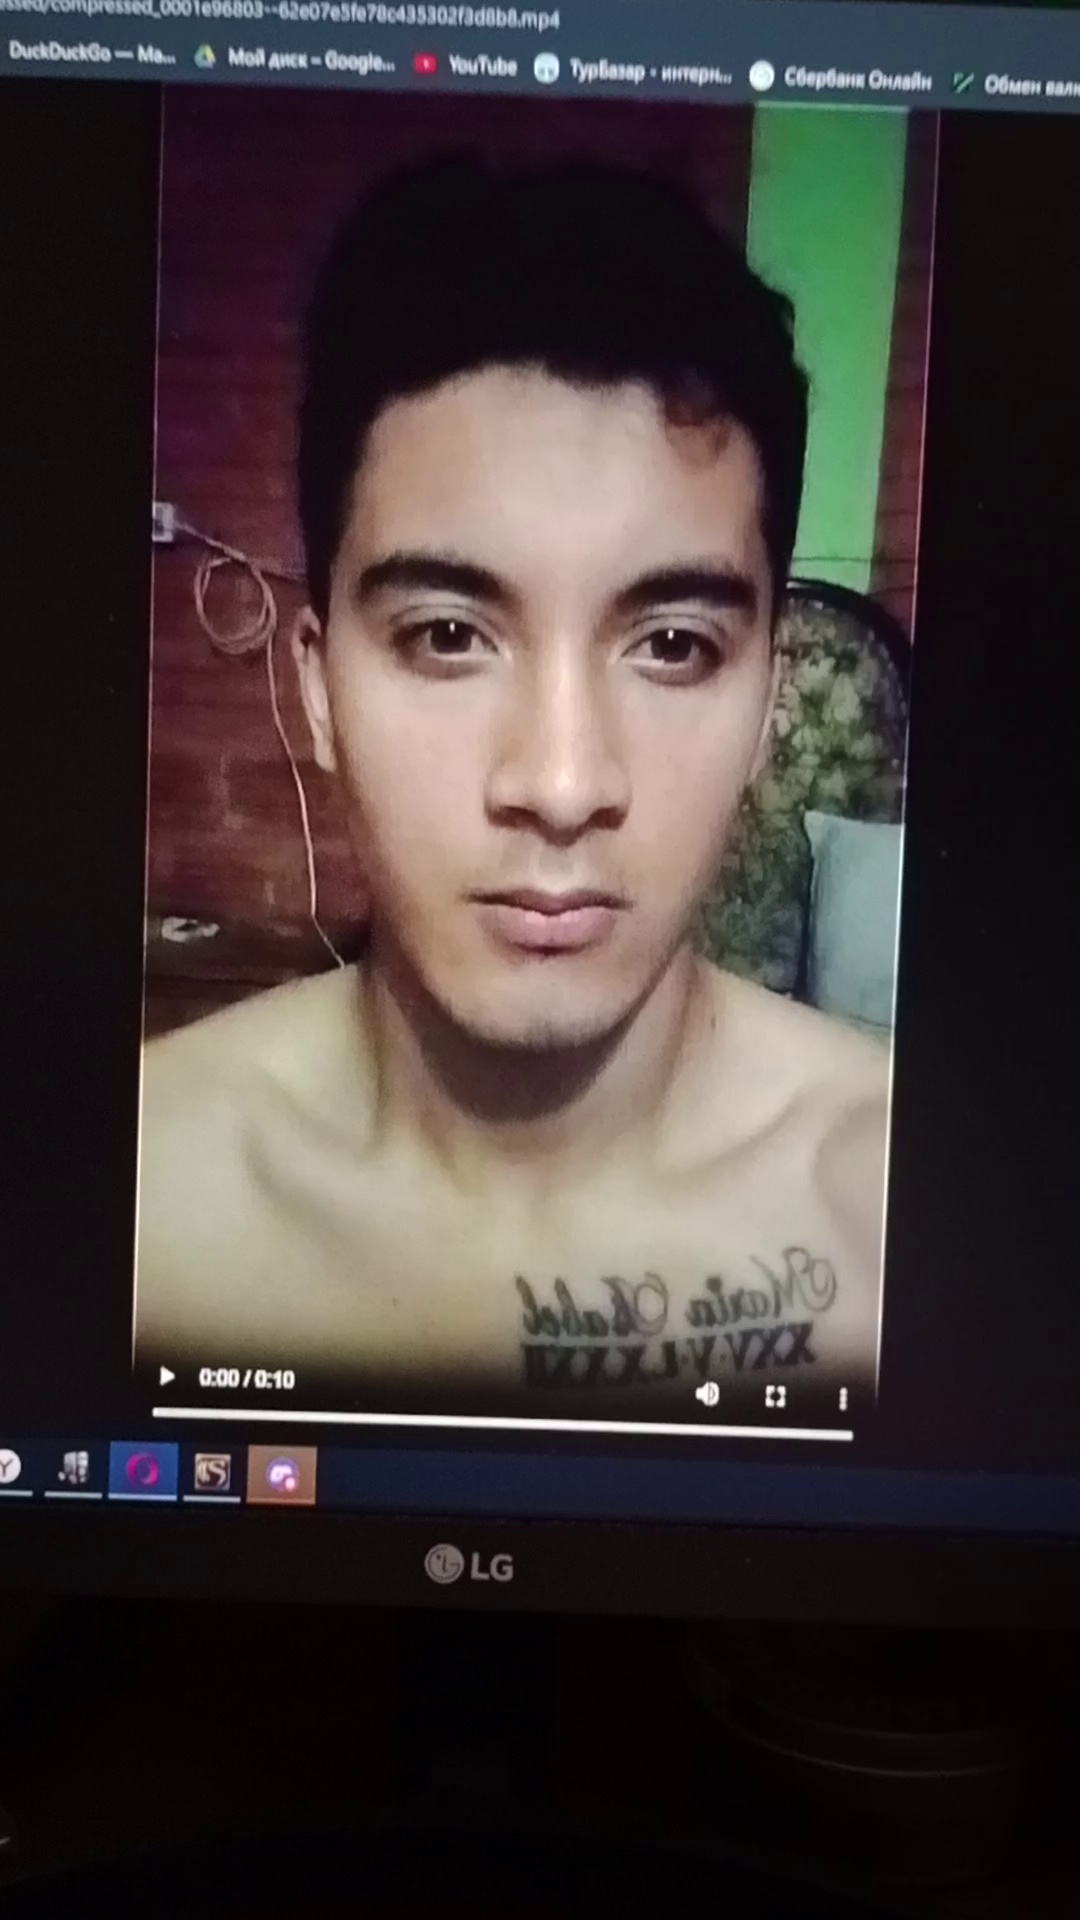 compressed_0001e96803--62e07e5fe78c435302f3d8b8.mp4
DuckDuckGo — Ma... Мой диск – Google... YouTube ТурБазар - интерн... Сбербанк Онлайн Обмен валю
Maria Isabel
XXV·V·LXXXII
0:00 / 0:10
LG